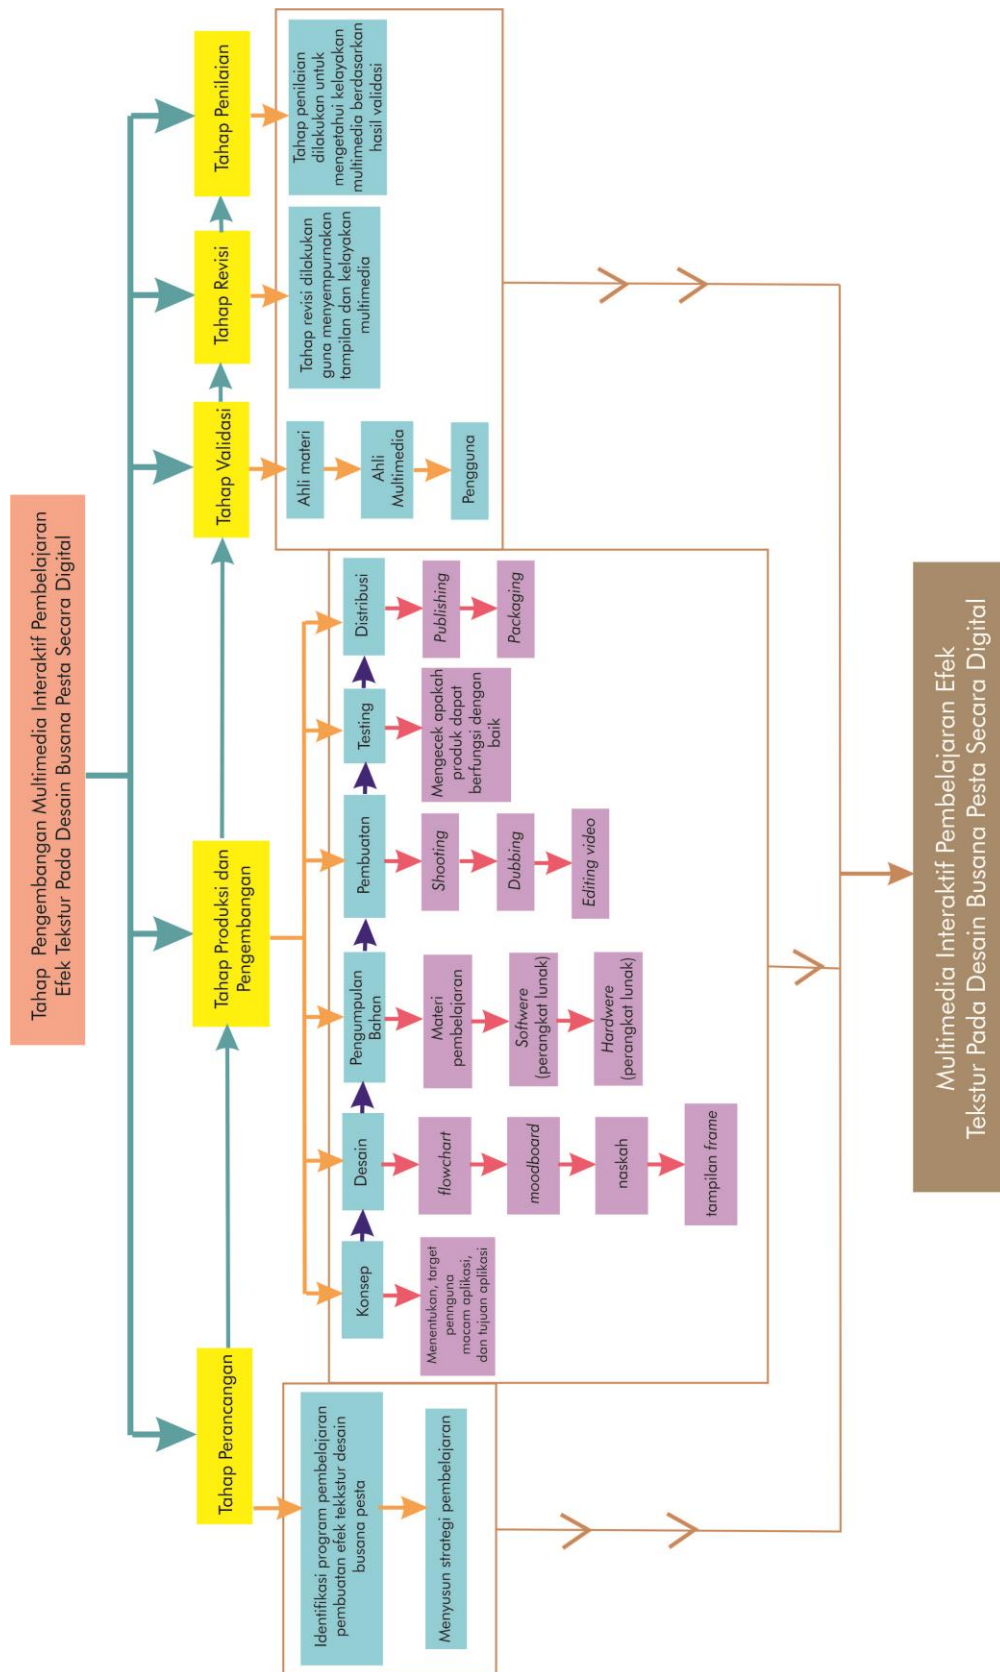 Tahap Pengembangan Multimedia Interaktif Pembelajaran
Efek Tekstur Pada Desain Busana Pesta Secara Digital
Tahap Perancangan
Tahap Produksi dan
Pengembangan
Tahap Validasi
Tahap Revisi
Tahap Penilaian
Identifikasi program pembelajaran
pembuatan efek tekkstur desain
busana pesta
Menyusun strategi pembelajaran
Konsep
Menentukan, target
pennguna
macam aplikasi,
dan tujuan aplikasi
Desain
flowchart
moodboard
naskah
tampilan frame
Pengumpulan
Bahan
Materi
pembelajaran
Softwere
(perangkat lunak)
Hardwere
(perangkat lunak)
Pembuatan
Shooting
Dubbing
Editing video
Testing
Mengecek apakah
produk dapat
berfungsi dengan
baik
Distribusi
Publishing
Packaging
Ahli materi
Ahli
Multimedia
Pengguna
Tahap revisi dilakukan
guna menyempurnakan
tampilan dan kelayakan
multimedia
Tahap penilaian
dilakukan untuk
mengetahui kelayakan
multimedia berdasarkan
hasil validasi
Multimedia Interaktif Pembelajaran Efek
Tekstur Pada Desain Busana Pesta Secara Digital